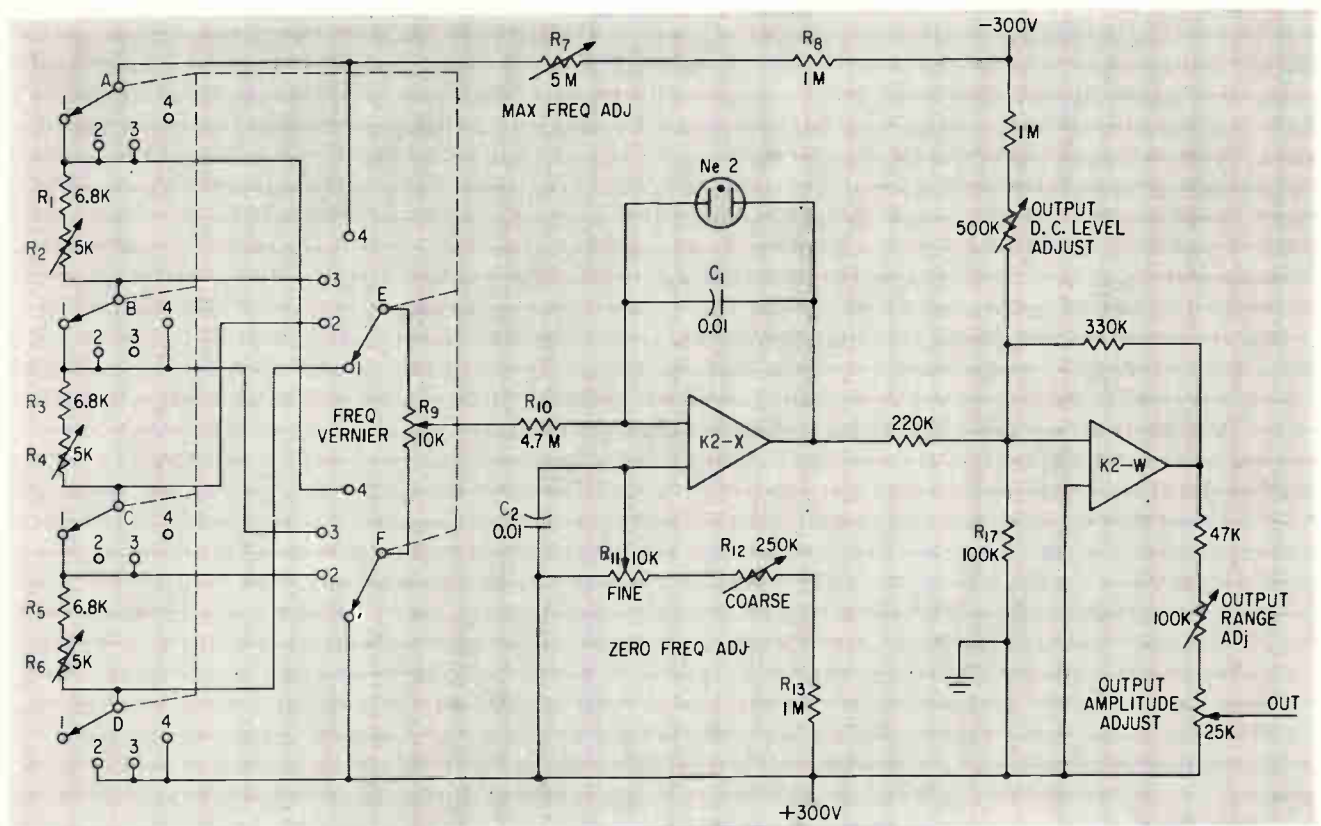 -300V
R7
5 M
MAX FREQ ADJ
R8
1 M
A
1
2
3
4
R1
6.8K
R2
5K
1M
Ne 2
500K
OUTPUT
D. C. LEVEL
ADJUST
4
3
2
1
B
1
2
3
4
E
C1
0.01
330K
R3
6.8K
R4
5K
FREQ
VERNIER
R9
10K
R10
4.7 M
K2-X
220K
K2-W
C
1
2
3
4
4
3
2
F
C2
0.01
R11
10K
FINE
R12
250K
COARSE
ZERO FREQ ADJ
R17
100K
47K
R5
6.8K
R6
5K
100K
OUTPUT
RANGE
ADj
R13
1M
D
1
2
3
4
OUTPUT
AMPLITUDE
ADJUST
25K
OUT
+300V